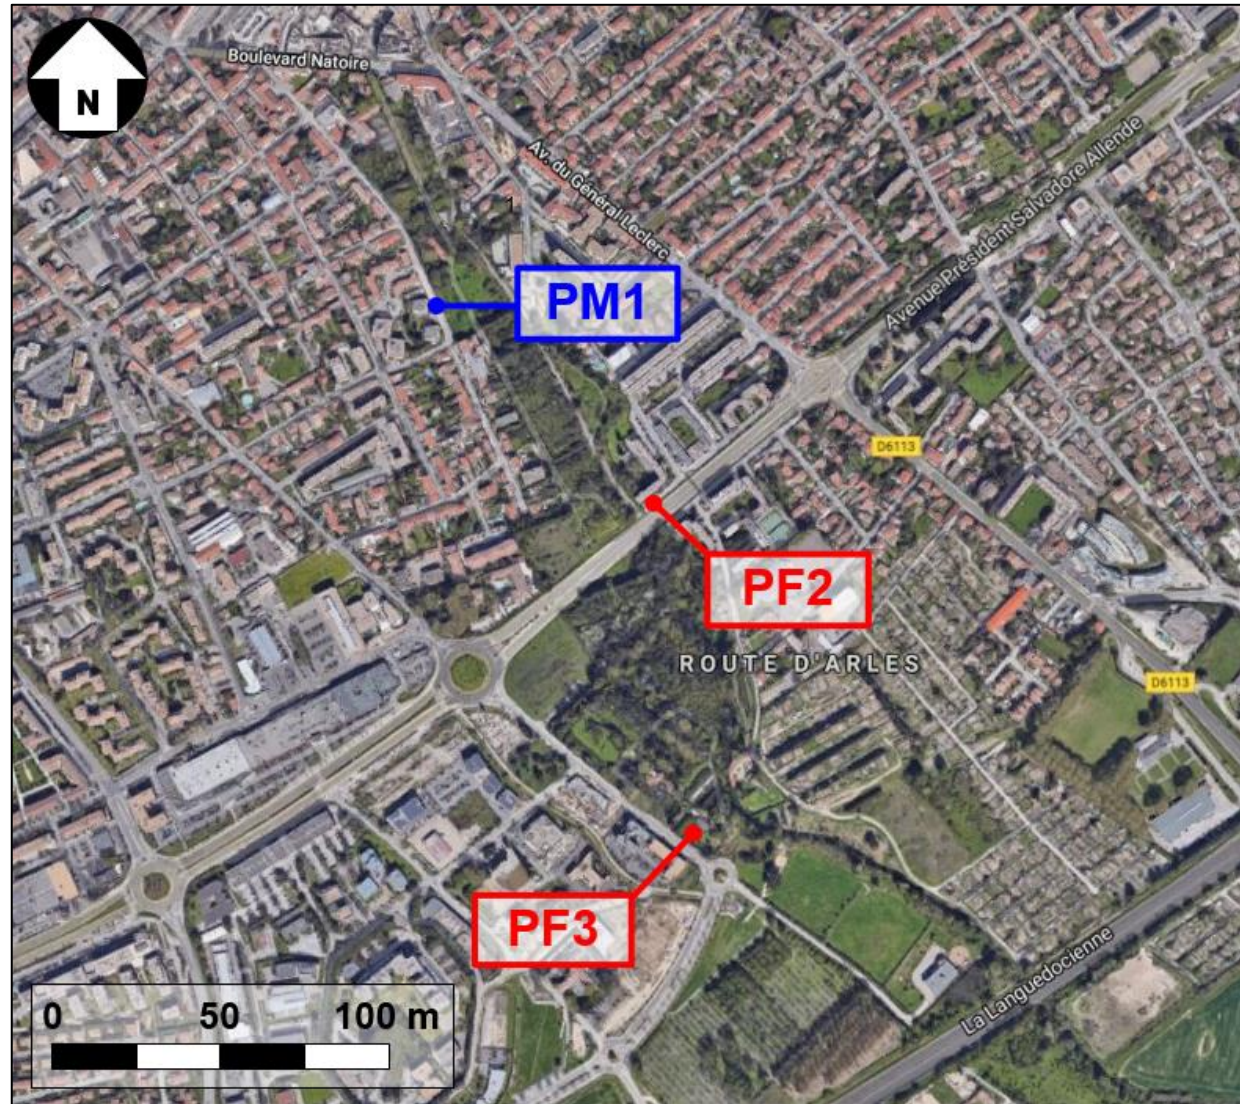 N
Boulevard Natoire
Av. du Général Leclerc
1
Avenue Président Salvadore Allende
PM1
D6113
PF2
ROUTE D'ARLES
D6113
PF3
La Languedocienne
0 50 100 m